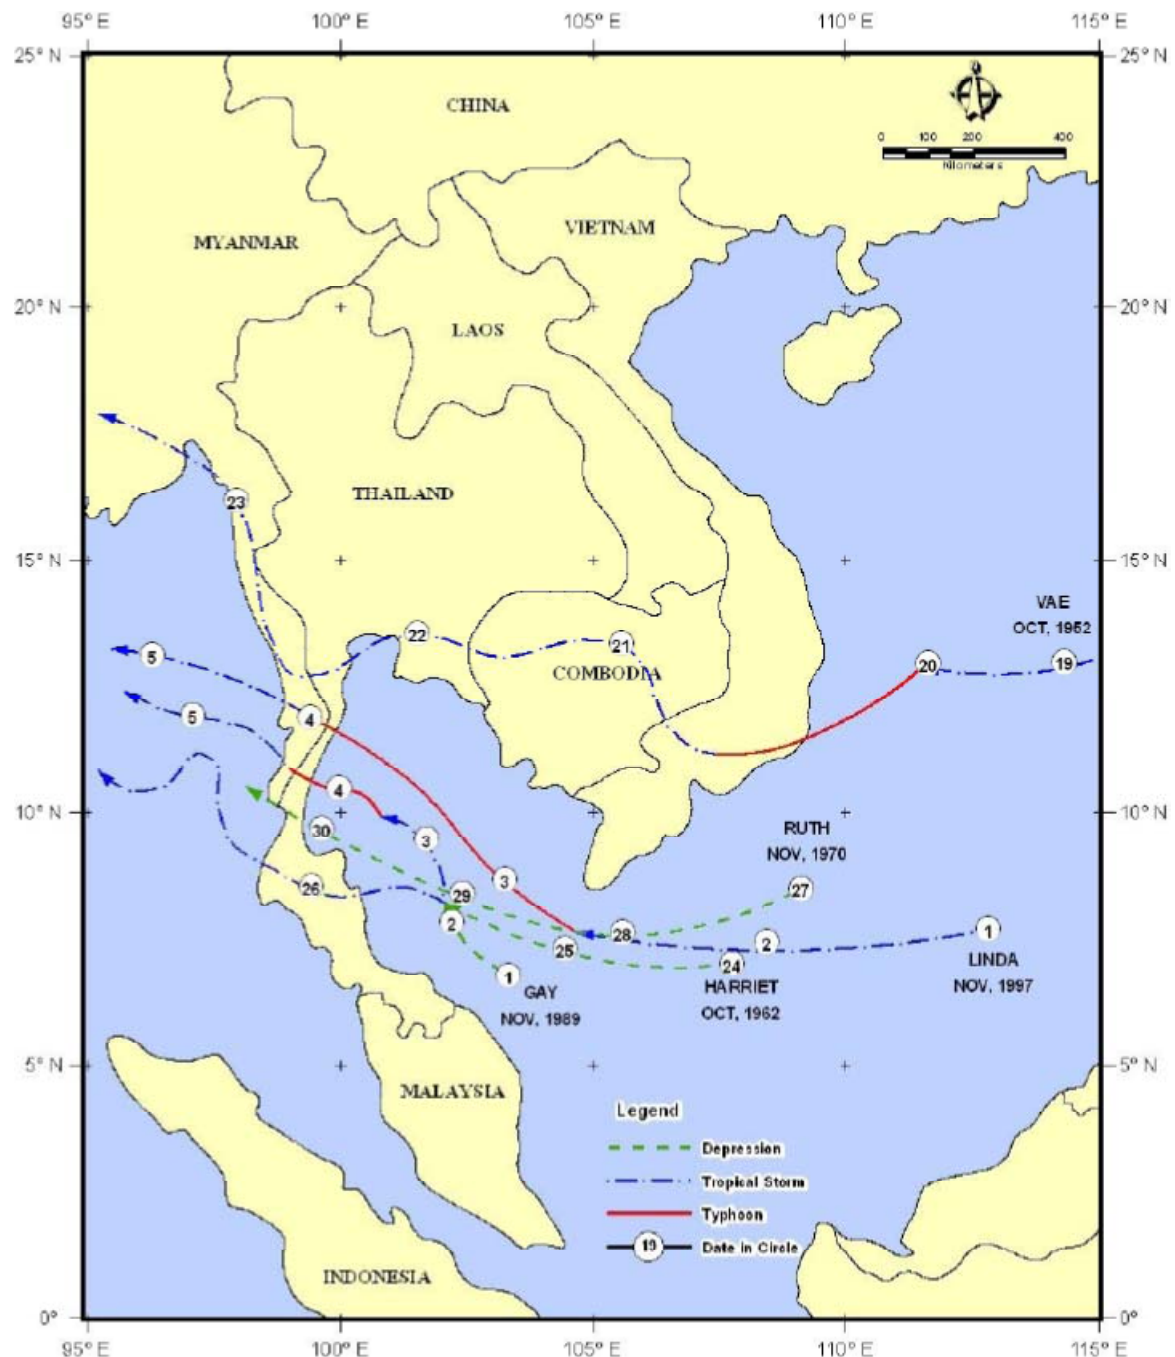 95° E 100° E 105° E 110° E 115° E
25° N 25° N
CHINA
0 100 200 400
Kilometers
VIETNAM
MYANMAR
20° N 20° N
LAOS
THAILAND
23
15° N 15° N
VAE
OCT, 1952
22
21
20
19
COMBODIA
5
4
5
4
10° N 10° N
30
3
RUTH
NOV, 1970
3
26
29
27
2
25
28
2
1
24
1
LINDA
NOV, 1997
HARRIET
OCT, 1962
GAY
NOV, 1989
5° N 5° N
MALAYSIA
Legend
Depression
Tropical Storm
Typhoon
19 Date in Circle
INDONESIA
0° 0°
95° E 100° E 105° E 110° E 115° E